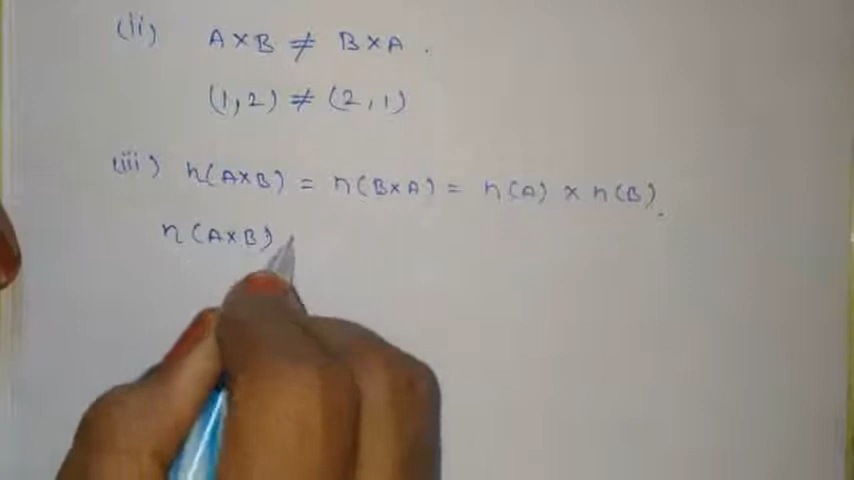 (ii) A×B ≠ B×A .
(1,2) ≠ (2,1)
(iii) n(A×B) = n(B×A) = n(A) × n(B).
n(A×B)